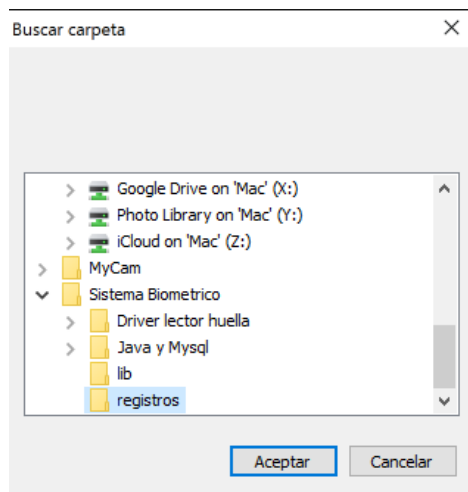 Buscar carpeta
Google Drive on 'Mac' (X:)
Photo Library on 'Mac' (Y:)
iCloud on 'Mac' (Z:)
MyCam
Sistema Biometrico
Driver lector huella
Java y Mysql
lib
registros
Aceptar Cancelar